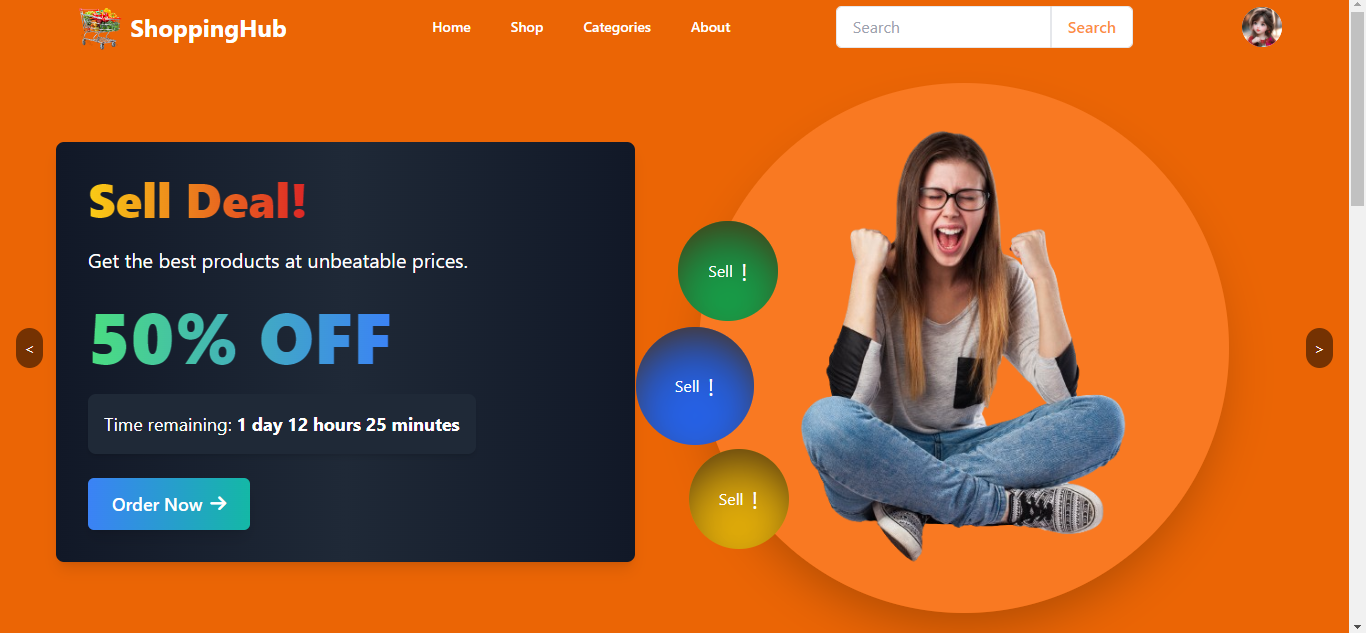 ShoppingHub
Home Shop Categories About
Search Search
Sell Deal!
Get the best products at unbeatable prices.
50% OFF
Time remaining: 1 day 12 hours 25 minutes
Order Now →
Sell !
Sell !
Sell !
<
>